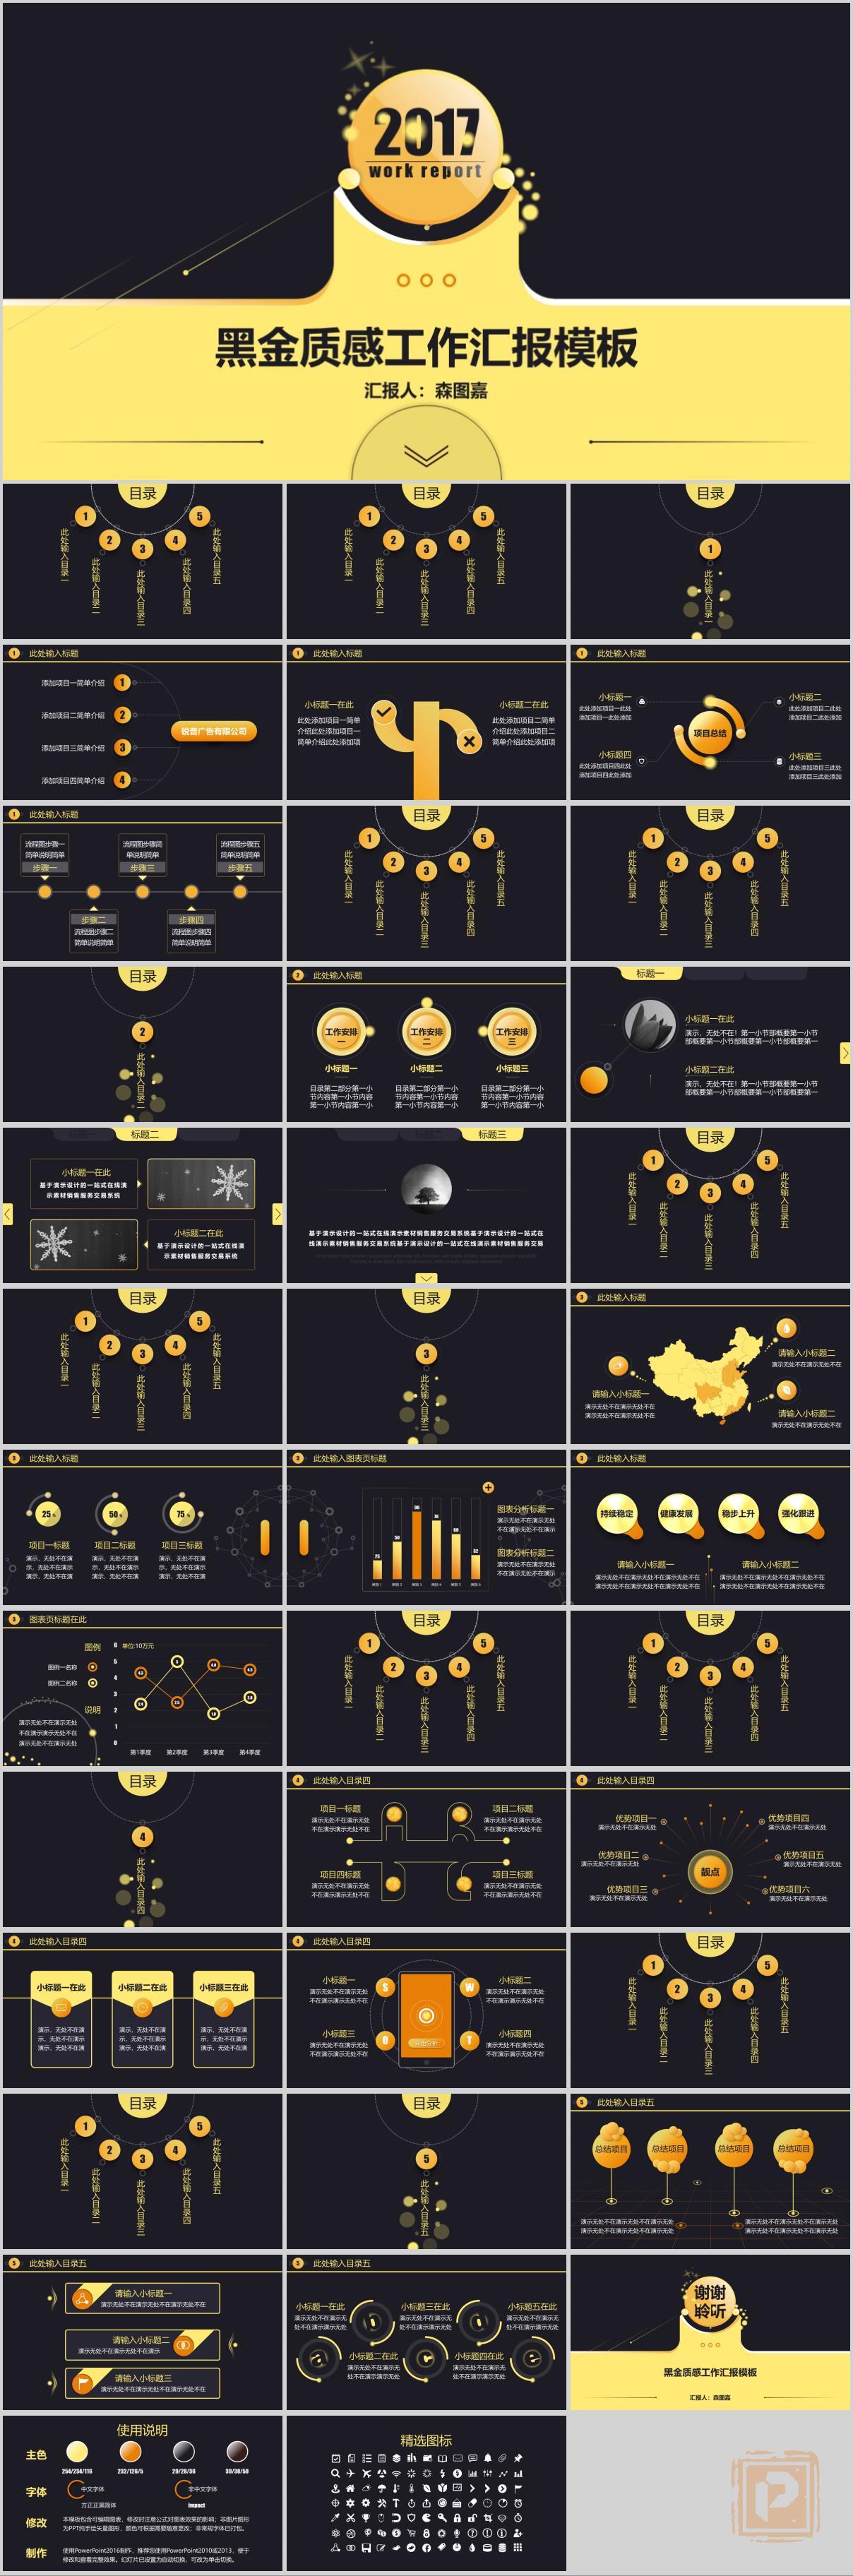 2017
work report
黑金质感工作汇报模板
汇报人：森图嘉
目录
1
2
3
4
5
此处输入目录一
此处输入目录二
此处输入目录三
此处输入目录四
此处输入目录五
目录
1
2
3
4
5
此处输入目录一
此处输入目录二
此处输入目录三
此处输入目录四
此处输入目录五
目录
1
此处输入目录一
1 此处输入标题
添加项目一简单介绍 1
添加项目二简单介绍 2
添加项目三简单介绍 3
添加项目四简单介绍 4
锐普广告有限公司
1 此处输入标题
小标题一在此
此处添加项目一简单
介绍此处添加项目一
简单介绍此处添加项
小标题二在此
此处添加项目二简单
介绍此处添加项目二
简单介绍此处添加项
1 此处输入标题
小标题一
此处添加项目一此处
添加项目一此处添加
小标题二
此处添加项目二此处
添加项目二此处添加
项目总结
小标题四
此处添加项目四此处
添加项目四此处添加
小标题三
此处添加项目三此处
添加项目三此处添加
1 此处输入标题
流程图步骤一
简单说明简单
步骤一
流程图步骤简
单说明简单
步骤三
流程图步骤五
简单说明简单
步骤五
步骤二
流程图步骤二
简单说明简单
步骤四
流程图步骤四
简单说明简单
目录
1
2
3
4
5
此处输入目录一
此处输入目录二
此处输入目录三
此处输入目录四
此处输入目录五
目录
1
2
3
4
5
此处输入目录一
此处输入目录二
此处输入目录三
此处输入目录四
此处输入目录五
目录
2
此处输入目录二
2 此处输入标题
工作安排
一
工作安排
二
工作安排
三
小标题一
小标题二
小标题三
目录第二部分第一小
节内容第一小节内容
第一小节内容第一小
目录第二部分第一小
节内容第一小节内容
第一小节内容第一小
目录第二部分第一小
节内容第一小节内容
第一小节内容第一小
标题一
小标题一在此
演示，无处不在！第一小节部概要第一小节
部概要第一小节部概要第一小节部概要第一
小标题二在此
演示，无处不在！第一小节部概要第一小节
部概要第一小节部概要第一小节部概要第一
标题二
小标题一在此
基于演示设计的一站式在线演
示素材销售服务交易系统
小标题二在此
基于演示设计的一站式在线演
示素材销售服务交易系统
标题三
基于演示设计的一站式在线演示素材销售服务交易系统基于演示设计的一站式在
线演示素材销售服务交易系统基于演示设计的一站式在线演示素材销售服务交易
目录
1
2
3
4
5
此处输入目录一
此处输入目录二
此处输入目录三
此处输入目录四
此处输入目录五
目录
1
2
3
4
5
此处输入目录一
此处输入目录二
此处输入目录三
此处输入目录四
此处输入目录五
目录
3
此处输入目录三
3 此处输入标题
请输入小标题二
演示无处不在演示无处不在
请输入小标题一
演示无处不在演示无处不在
演示无处不在演示无处不在
请输入小标题二
演示无处不在演示无处不在
3 此处输入标题
25%
50%
75%
项目一标题
项目二标题
项目三标题
演示、无处不在演
示、无处不在演示
演示、无处不在演
演示、无处不在演
示、无处不在演示
演示、无处不在演
演示、无处不在演
示、无处不在演示
演示、无处不在演
3 此处输入图表页标题
25
50
90
76
60
32
图表分析标题一
演示无处不在演示无处
不在演示无处不在演示
图表分析标题二
演示无处不在演示无处
不在演示无处不在演示
3 此处输入标题
持续稳定
健康发展
稳步上升
强化跟进
请输入小标题一
演示无处不在演示无处不在演示无处不在
演示无处不在演示无处不在演示无处不在
请输入小标题二
演示无处不在演示无处不在演示无处不在
演示无处不在演示无处不在演示无处不在
3 图表页标题在此
图例
图例一名称
图例二名称
说明
演示无处不在演示无处
不在演示演示无处不在
演示无处不在演示无处
单位:10万元
6
5
4
3
2
1
0
第1季度 第2季度 第3季度 第4季度
目录
1
2
3
4
5
此处输入目录一
此处输入目录二
此处输入目录三
此处输入目录四
此处输入目录五
目录
1
2
3
4
5
此处输入目录一
此处输入目录二
此处输入目录三
此处输入目录四
此处输入目录五
目录
4
此处输入目录四
4 此处输入目录四
项目一标题
演示无处不在演示无处
不在演示演示无处不在
项目二标题
演示无处不在演示无处
不在演示演示无处不在
项目四标题
演示无处不在演示无处
不在演示演示无处不在
项目三标题
演示无处不在演示无处
不在演示演示无处不在
4 此处输入目录四
优势项目一
演示无处不在演示无处
优势项目四
演示无处不在演示无处
优势项目二
演示无处不在演示无处
优势项目五
演示无处不在演示无处
靓点
优势项目三
演示无处不在演示无处
优势项目六
演示无处不在演示无处
4 此处输入目录四
小标题一在此
小标题二在此
小标题三在此
演示，无处不在演
示，无处不在演示
示，无处不在演
演示，无处不在演
示，无处不在演示
示，无处不在演
演示，无处不在演
示，无处不在演示
示，无处不在演
4 此处输入目录四
小标题一
演示无处不在演示无处
不在演示演示无处不在
S
W
小标题二
演示无处不在演示无处
不在演示演示无处不在
小标题三
演示无处不在演示无处
不在演示演示无处不在
O
T
小标题四
演示无处不在演示无处
不在演示演示无处不在
目录
1
2
3
4
5
此处输入目录一
此处输入目录二
此处输入目录三
此处输入目录四
此处输入目录五
目录
1
2
3
4
5
此处输入目录一
此处输入目录二
此处输入目录三
此处输入目录四
此处输入目录五
目录
5
此处输入目录五
5 此处输入目录五
总结项目
总结项目
总结项目
总结项目
演示无处不在演示无处不在演示无处
演示无处不在演示无处不在演示无处
演示无处不在演示无处不在演示无处
演示无处不在演示无处不在演示无处
5 此处输入目录五
请输入小标题一
演示无处不在演示无处不在演示无处不在
请输入小标题二
演示无处不在演示无处不在演示
请输入小标题三
演示无处不在演示无处不在演示无处不在
5 此处输入目录五
小标题一在此
演示无处不在演示无
处不在演示演示无处
小标题三在此
演示无处不在演示无
处不在演示演示无处
小标题五在此
演示无处不在演示无
处不在演示演示无处
小标题二在此
演示无处不在演示无
处不在演示演示无处
小标题四在此
演示无处不在演示无
处不在演示演示无处
谢谢
聆听
黑金质感工作汇报模板
汇报人：森图嘉
使用说明
主色
254/234/116
232/126/5
29/28/36
39/38/50
字体
中文字体
方正正黑简体
非中文字体
Impact
修改
本模板包含可编辑图表，修改时注意公式对图表效果的影响；非图片图形
为PPT纯手绘矢量图形，颜色可根据需要随意更改；非常规字体已打包。
制作
使用PowerPoint2016制作，推荐您使用PowerPoint2010或2013，便于
修改和查看完整效果。幻灯片已设置为自动切换，可改为单击切换。
精选图标